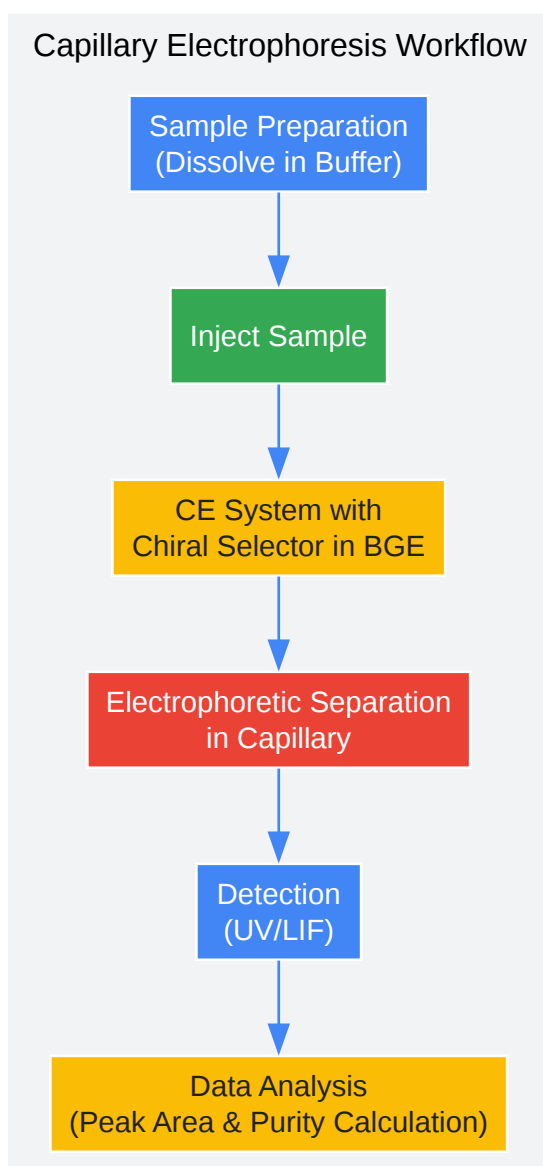 Capillary Electrophoresis Workflow
Sample Preparation
(Dissolve in Buffer)
Inject Sample
CE System with
Chiral Selector in BGE
Electrophoretic Separation
in Capillary
Detection
(UV/LIF)
Data Analysis
(Peak Area & Purity Calculation)